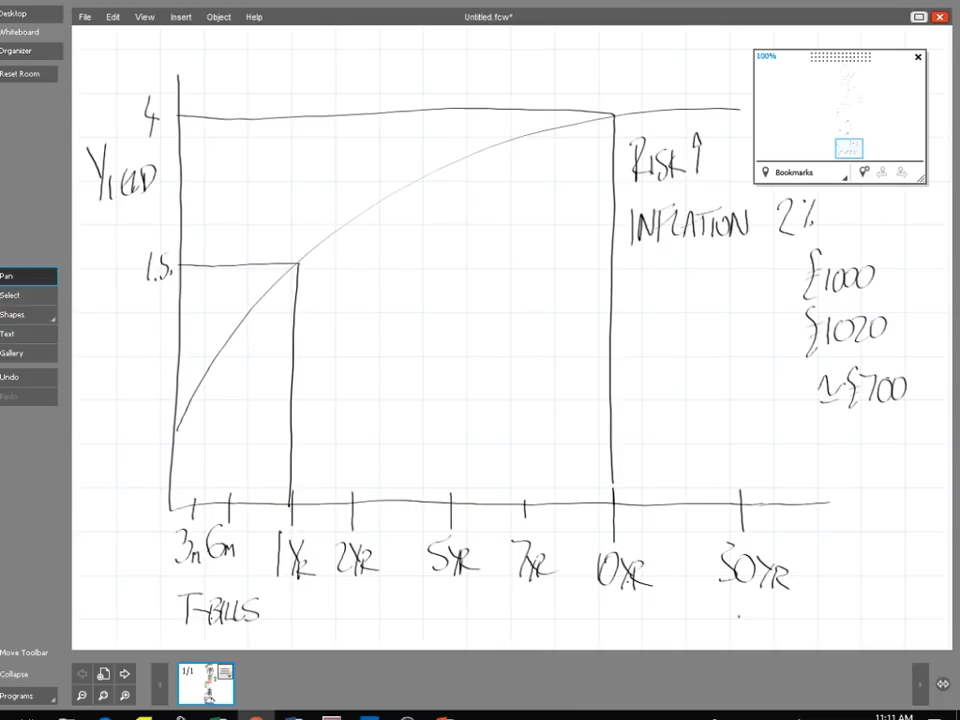 Desktop
Whiteboard
Organizer
Reset Room
File Edit View Insert Object Help
Untitled.fcw*
100%
Bookmarks
4
YIELD
1.5.
RISK ↑
INFLATION 2%
£1000
£1020
~£700
3m 6m 1YR 2YR 5YR 7YR 10YR 30YR
T-BILLS
Pan
Select
Shapes
Text
Gallery
Undo
Redo
Move Toolbar
Collapse
Programs
1/1
11:11 AM